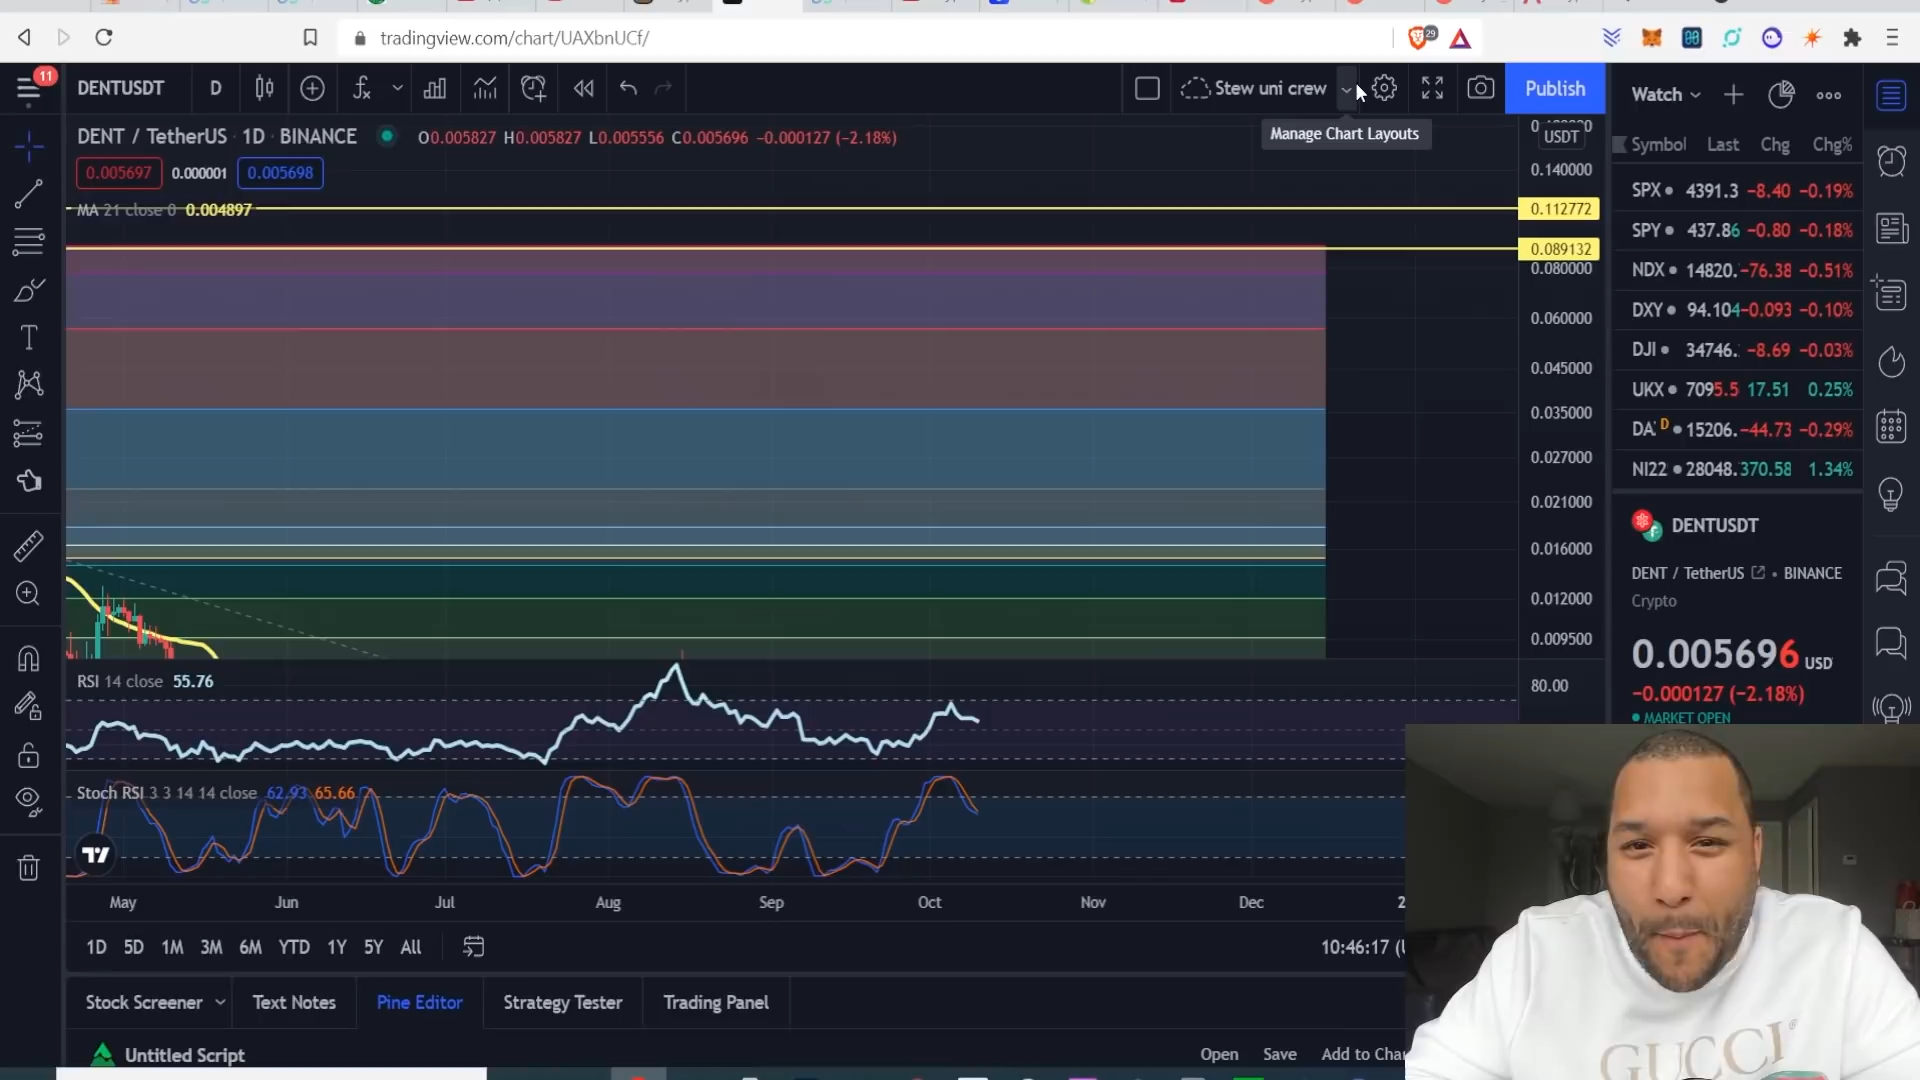 29
tradingview.com/chart/UAXbnUCf/
11
DENTUSDT D
Stew uni crew
Publish
Watch
Manage Chart Layouts
DENT / TetherUS · 1D · BINANCE
O0.005827 H0.005827 L0.005556 C0.005696 −0.000127 (−2.18%)
0.005697 0.000001 0.005698
MA 21 close 0 0.004897
USDT
0.140000
0.112772
0.089132
0.080000
0.060000
0.045000
0.035000
0.027000
0.021000
0.016000
0.012000
0.009500
Symbol Last Chg Chg%
SPX 4391.3 −8.40 −0.19%
SPY 437.86 −0.80 −0.18%
NDX 14820. −76.38 −0.51%
DXY 94.104 −0.093 −0.10%
DJI 34746. −8.69 −0.03%
UKX 7095.5 17.51 0.25%
DA D 15206. −44.73 −0.29%
NI22 28048. 370.58 1.34%
DENTUSDT
DENT / TetherUS • BINANCE
Crypto
0.005696 USD
−0.000127 (−2.18%)
MARKET OPEN
RSI 14 close 55.76
80.00
Stoch RSI 3 3 14 14 close 62.93 65.66
May Jun Jul Aug Sep Oct Nov Dec 2
1D 5D 1M 3M 6M YTD 1Y 5Y All
10:46:17 (U
Stock Screener Text Notes Pine Editor Strategy Tester Trading Panel
Untitled Script
Open Save Add to Char
GUCCI